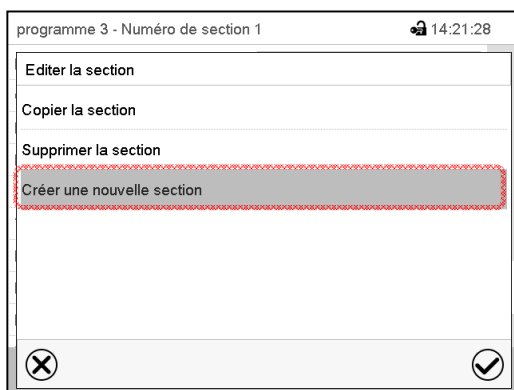 programme 3 - Numéro de section 1 14:21:28
Editer la section
Copier la section
Supprimer la section
Créer une nouvelle section